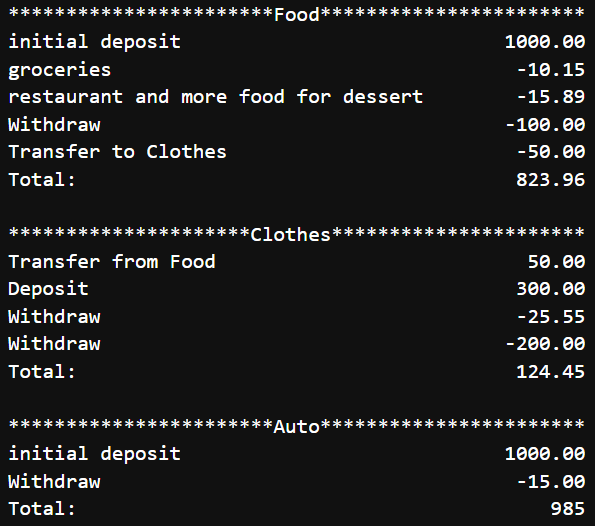 ***********************Food***********************
initial deposit                            1000.00
groceries                                   -10.15
restaurant and more food for dessert        -15.89
Withdraw                                   -100.00
Transfer to Clothes                         -50.00
Total:                                      823.96

*********************Clothes**********************
Transfer from Food                           50.00
Deposit                                     300.00
Withdraw                                    -25.55
Withdraw                                   -200.00
Total:                                      124.45

***********************Auto***********************
initial deposit                            1000.00
Withdraw                                    -15.00
Total:                                         985